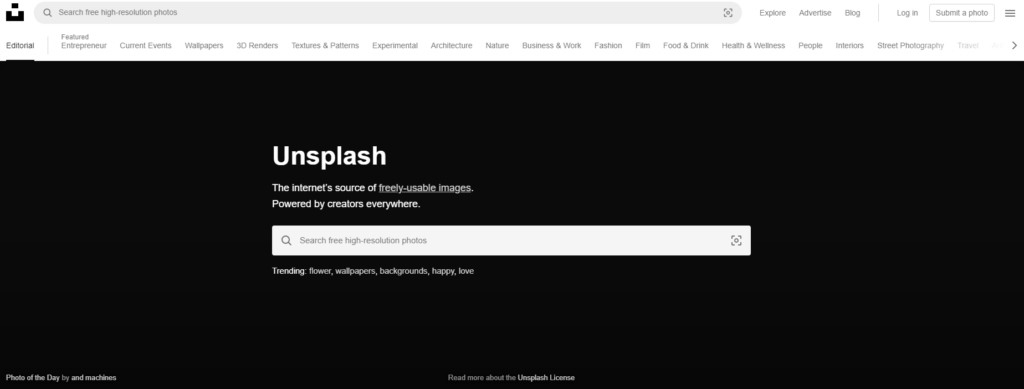 Search free high-resolution photos
Explore Advertise Blog Log in Submit a photo
Editorial
Featured
Entrepreneur Current Events Wallpapers 3D Renders Textures & Patterns Experimental Architecture Nature Business & Work Fashion Film Food & Drink Health & Wellness People Interiors Street Photography Travel
Unsplash
The internet's source of freely-usable images.
Powered by creators everywhere.
Search free high-resolution photos
Trending: flower, wallpapers, backgrounds, happy, love
Photo of the Day by and machines
Read more about the Unsplash License